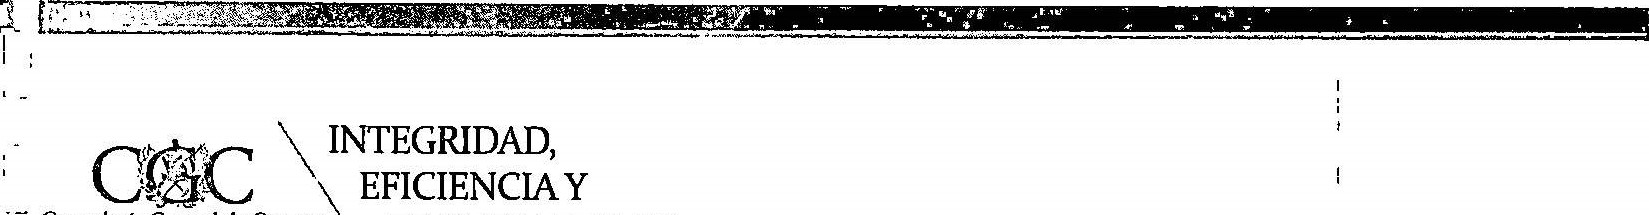 CGC
INTEGRIDAD,
EFICIENCIA Y